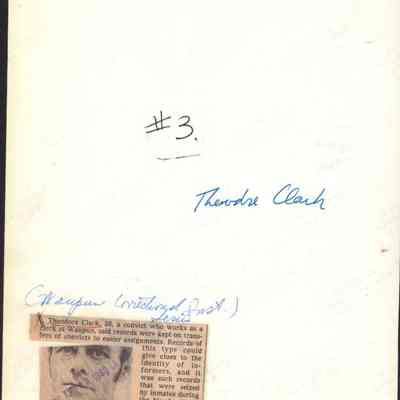 #3.
Theodore Clark
(Waupun Correctional Inst.)
series
Theodore Clark, 30, a convict who works as a
clerk at Waupun, said records were kept on trans-
fers of convicts to easier assignments. Records of
This type could
give clues to the
identity of in-
formers, and it
was such records
that were seized
by inmates during